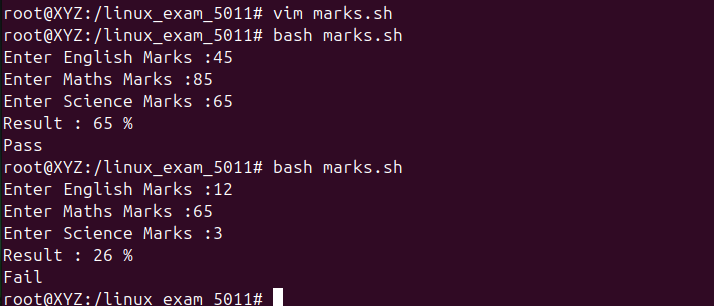 root@XYZ:/linux_exam_5011# vim marks.sh
root@XYZ:/linux_exam_5011# bash marks.sh
Enter English Marks :45
Enter Maths Marks :85
Enter Science Marks :65
Result : 65 %
Pass
root@XYZ:/linux_exam_5011# bash marks.sh
Enter English Marks :12
Enter Maths Marks :65
Enter Science Marks :3
Result : 26 %
Fail
root@XYZ:/linux_exam_5011#